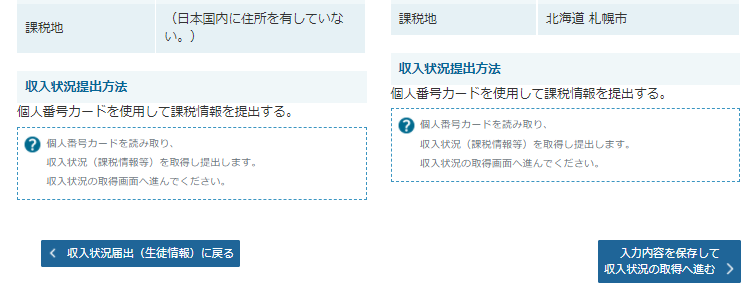 課税地
（日本国内に住所を有していな
い。）
収入状況提出方法
個人番号カードを使用して課税情報を提出する。
個人番号カードを読み取り、
収入状況（課税情報等）を取得し提出します。
収入状況の取得画面へ進んでください。
収入状況届出（生徒情報）に戻る
課税地
北海道 札幌市
収入状況提出方法
個人番号カードを使用して課税情報を提出する。
個人番号カードを読み取り、
収入状況（課税情報等）を取得し提出します。
収入状況の取得画面へ進んでください。
入力内容を保存して
収入状況の取得へ進む